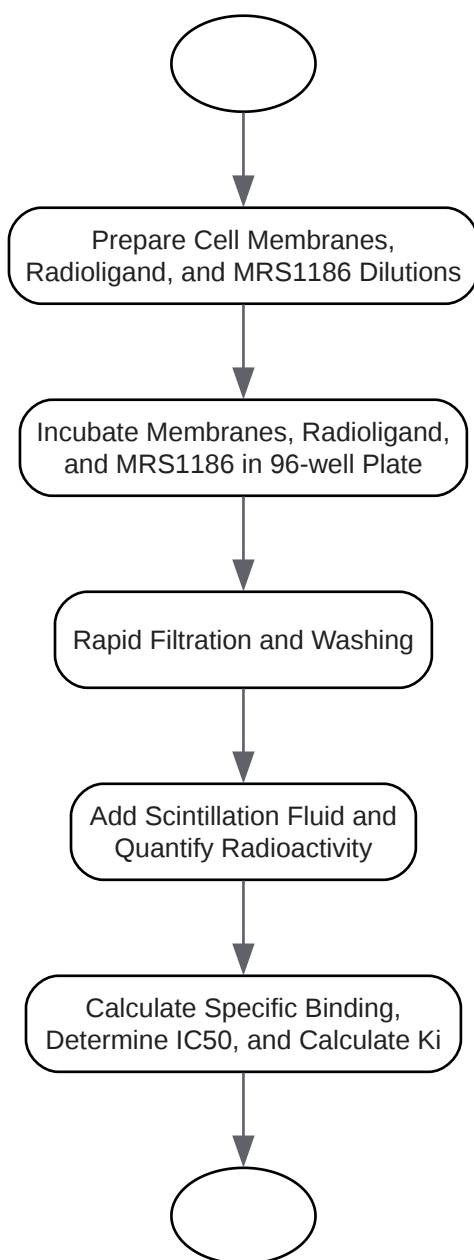 Prepare Cell Membranes,
Radioligand, and MRS1186 Dilutions
Incubate Membranes, Radioligand,
and MRS1186 in 96-well Plate
Rapid Filtration and Washing
Add Scintillation Fluid and
Quantify Radioactivity
Calculate Specific Binding,
Determine IC50, and Calculate Ki